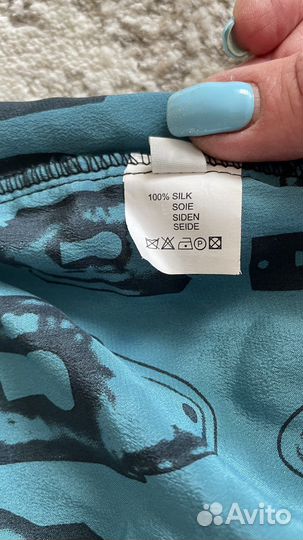 100% SILK
SOIE
SIDEN
SEIDE
Avito